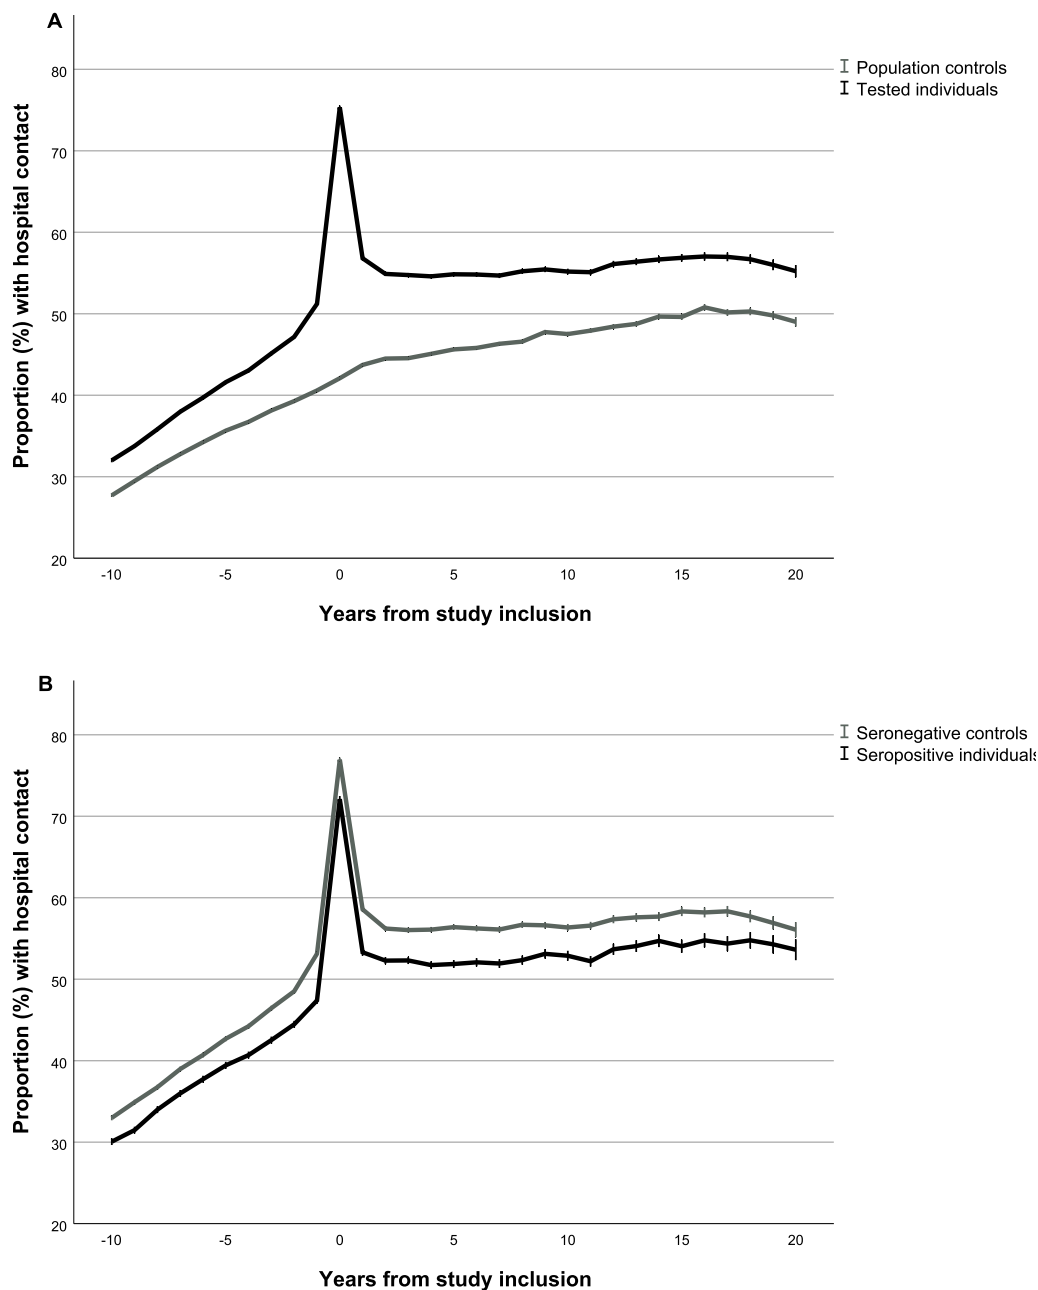 A
Proportion (%) with hospital contact
80
70
60
50
40
30
20
-10 -5 0 5 10 15 20
Years from study inclusion
Population controls
Tested individuals
B
Proportion (%) with hospital contact
80
70
60
50
40
30
20
-10 -5 0 5 10 15 20
Years from study inclusion
Seronegative controls
Seropositive individuals